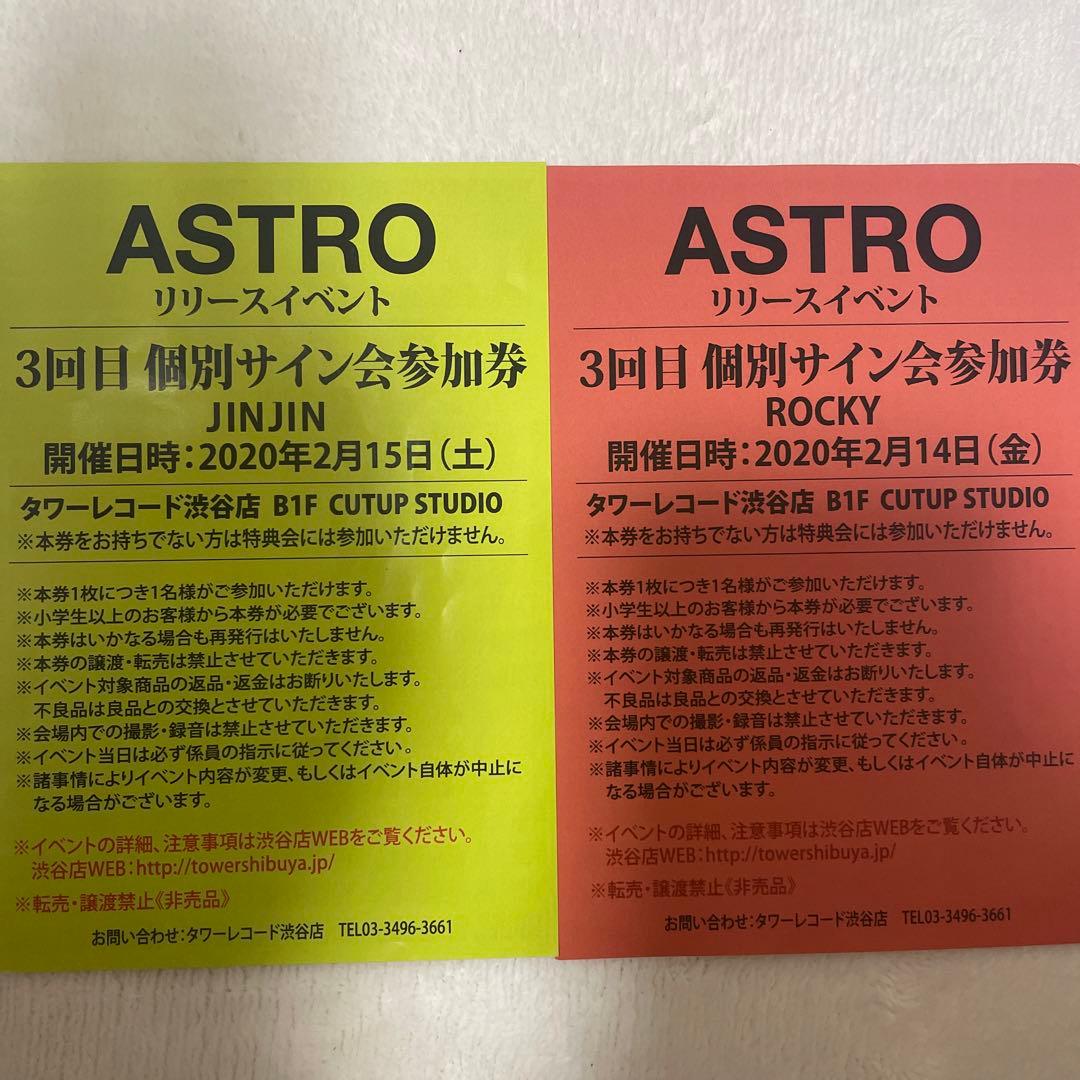 ASTRO
リリースイベント
3回目 個別サイン会参加券
JINJIN
開催日時：2020年2月15日（土）
タワーレコード渋谷店 B1F CUTUP STUDIO
※本券をお持ちでない方は特典会には参加いただけません。
※本券1枚につき1名様がご参加いただけます。
※小学生以上のお客様から本券が必要でございます。
※本券はいかなる場合も再発行はいたしません。
※本券の譲渡・転売は禁止させていただきます。
※イベント対象商品の返品・返金はお断りいたします。
不良品は良品との交換とさせていただきます。
※会場内での撮影・録音は禁止させていただきます。
※イベント当日は必ず係員の指示に従ってください。
※諸事情によりイベント内容が変更、もしくはイベント自体が中止に
なる場合がございます。
※イベントの詳細、注意事項は渋谷店WEBをご覧ください。
渋谷店WEB：http://towershibuya.jp/
※転売・譲渡禁止《非売品》
お問い合わせ：タワーレコード渋谷店 TEL03-3496-3661
ASTRO
リリースイベント
3回目 個別サイン会参加券
ROCKY
開催日時：2020年2月14日（金）
タワーレコード渋谷店 B1F CUTUP STUDIO
※本券をお持ちでない方は特典会には参加いただけません。
※本券1枚につき1名様がご参加いただけます。
※小学生以上のお客様から本券が必要でございます。
※本券はいかなる場合も再発行はいたしません。
※本券の譲渡・転売は禁止させていただきます。
※イベント対象商品の返品・返金はお断りいたします。
不良品は良品との交換とさせていただきます。
※会場内での撮影・録音は禁止させていただきます。
※イベント当日は必ず係員の指示に従ってください。
※諸事情によりイベント内容が変更、もしくはイベント自体が中止に
なる場合がございます。
※イベントの詳細、注意事項は渋谷店WEBをご覧ください。
渋谷店WEB：http://towershibuya.jp/
※転売・譲渡禁止《非売品》
お問い合わせ：タワーレコード渋谷店 TEL03-3496-3661